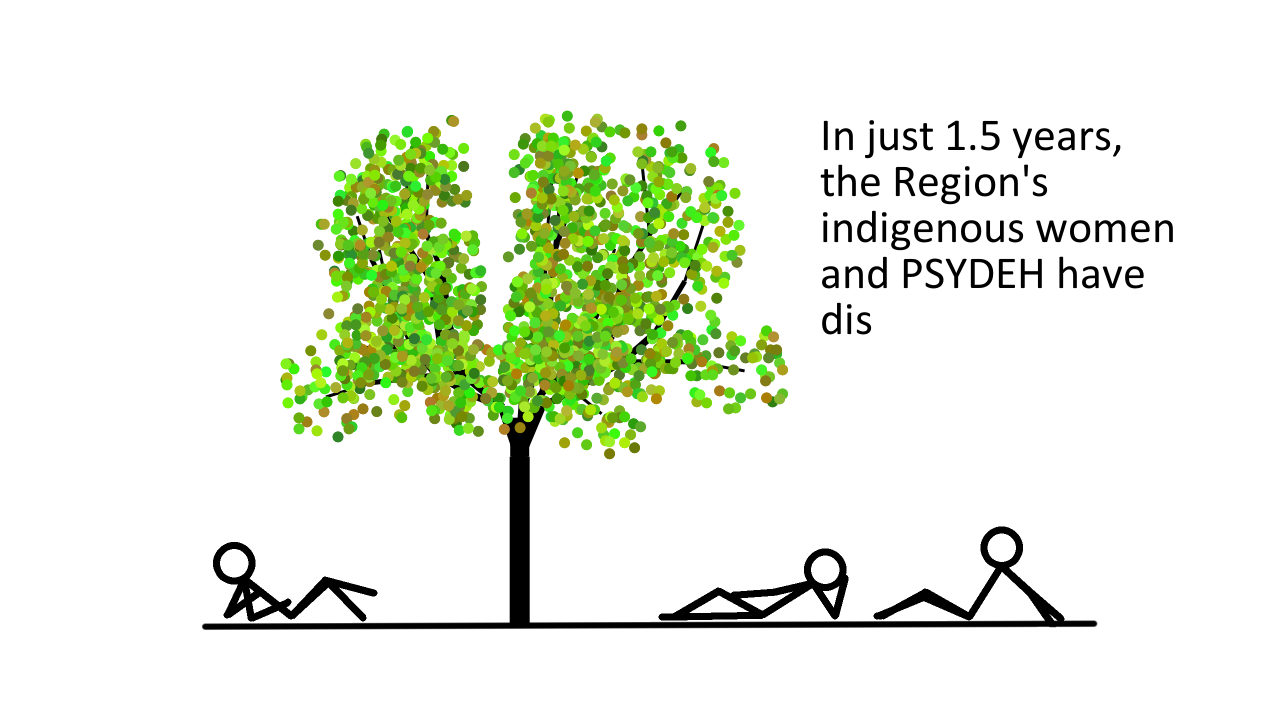 In just 1.5 years,
the Region's
indigenous women
and PSYDEH have
dis